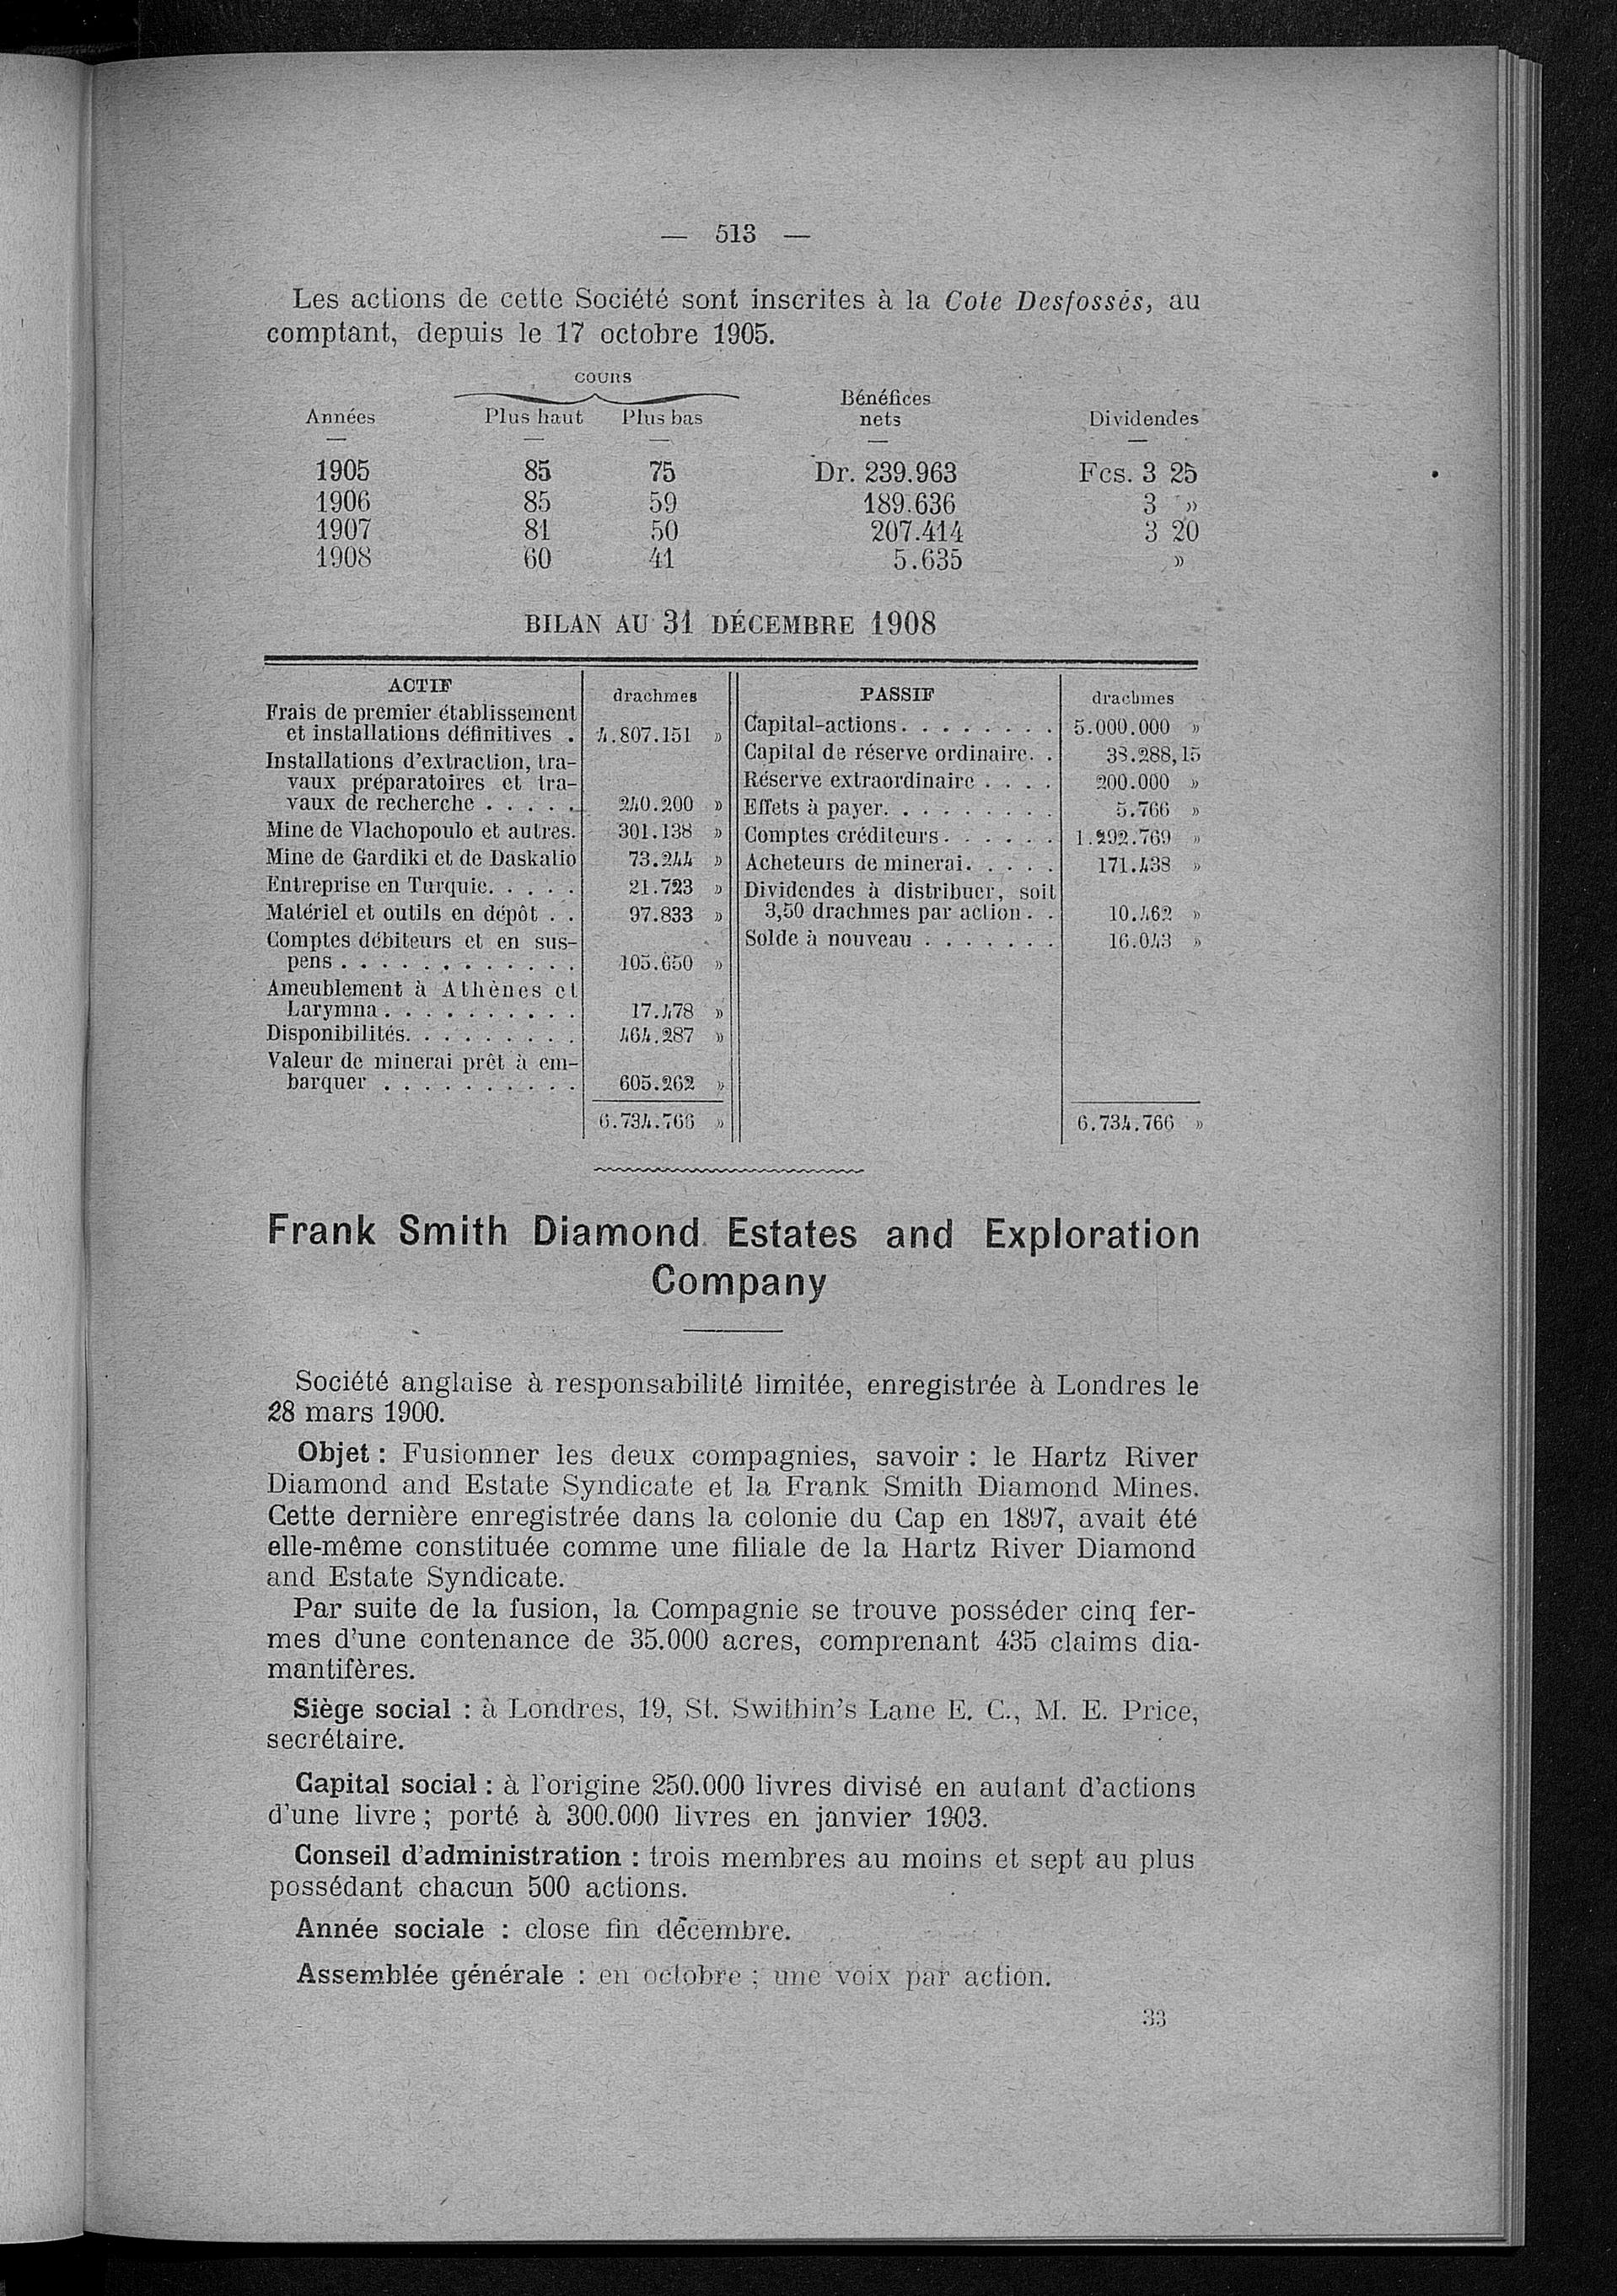 — 513 —
Les actions de cette Société sont inscrites à la Cote Desfossés, au
comptant, depuis le 17 octobre 1905.
COURS
Années Plus haut Plus bas Bénéfices nets Dividendes
1905 85 75 Dr. 239.963 Fcs. 3 25
1906 85 59 189.636 3 »
1907 81 50 207.414 3 20
1908 60 41 5.635 »
BILAN AU 31 DÉCEMBRE 1908
ACTIF drachmes
Frais de premier établissement
et installations définitives . 4.807.151 »
Installations d'extraction, tra-
vaux préparatoires et tra-
vaux de recherche . . . . . 240.200 »
Mine de Vlachopoulo et autres. 301.138 »
Mine de Gardiki et de Daskalio 73.244 »
Entreprise en Turquie. . . . . 21.723 »
Matériel et outils en dépôt . . 97.833 »
Comptes débiteurs et en sus-
pens . . . . . . . . . . . . 105.650 »
Ameublement à Athènes et
Larymna . . . . . . . . . . 17.478 »
Disponibilités. . . . . . . . . 464.287 »
Valeur de minerai prêt à em-
barquer . . . . . . . . . . 605.262 »
6.734.766 »
PASSIF drachmes
Capital-actions. . . . . . . . 5.000.000 »
Capital de réserve ordinaire. . 38.288,15
Réserve extraordinaire . . . . 200.000 »
Effets à payer. . . . . . . . . 5.766 »
Comptes créditeurs . . . . . . 1.292.769 »
Acheteurs de minerai. . . . . 171.438 »
Dividendes à distribuer, soit
3,50 drachmes par action . . 10.462 »
Solde à nouveau . . . . . . . 16.043 »
6.734.766 »
Frank Smith Diamond Estates and Exploration
Company
Société anglaise à responsabilité limitée, enregistrée à Londres le
28 mars 1900.
Objet : Fusionner les deux compagnies, savoir : le Hartz River
Diamond and Estate Syndicate et la Frank Smith Diamond Mines.
Cette dernière enregistrée dans la colonie du Cap en 1897, avait été
elle-même constituée comme une filiale de la Hartz River Diamond
and Estate Syndicate.
Par suite de la fusion, la Compagnie se trouve posséder cinq fer-
mes d'une contenance de 35.000 acres, comprenant 435 claims dia-
mantifères.
Siège social : à Londres, 19, St. Swithin's Lane E. C., M. E. Price,
secrétaire.
Capital social : à l'origine 250.000 livres divisé en autant d'actions
d'une livre ; porté à 300.000 livres en janvier 1903.
Conseil d'administration : trois membres au moins et sept au plus
possédant chacun 500 actions.
Année sociale : close fin décembre.
Assemblée générale : en octobre ; une voix par action.
33